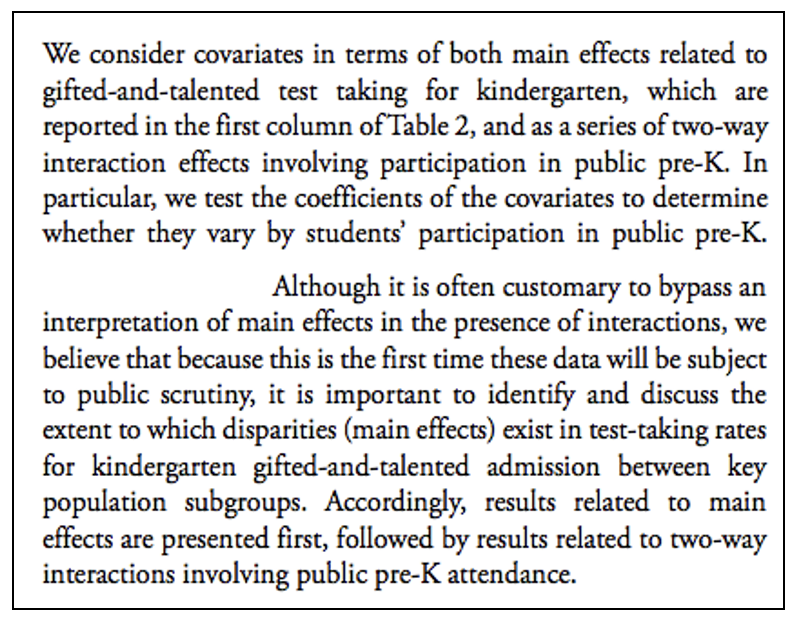 We consider covariates in terms of both main effects related to
gifted-and-talented test taking for kindergarten, which are
reported in the first column of Table 2, and as a series of two-way
interaction effects involving participation in public pre-K. In
particular, we test the coefficients of the covariates to determine
whether they vary by students’ participation in public pre-K.
Although it is often customary to bypass an
interpretation of main effects in the presence of interactions, we
believe that because this is the first time these data will be subject
to public scrutiny, it is important to identify and discuss the
extent to which disparities (main effects) exist in test-taking rates
for kindergarten gifted-and-talented admission between key
population subgroups. Accordingly, results related to main
effects are presented first, followed by results related to two-way
interactions involving public pre-K attendance.